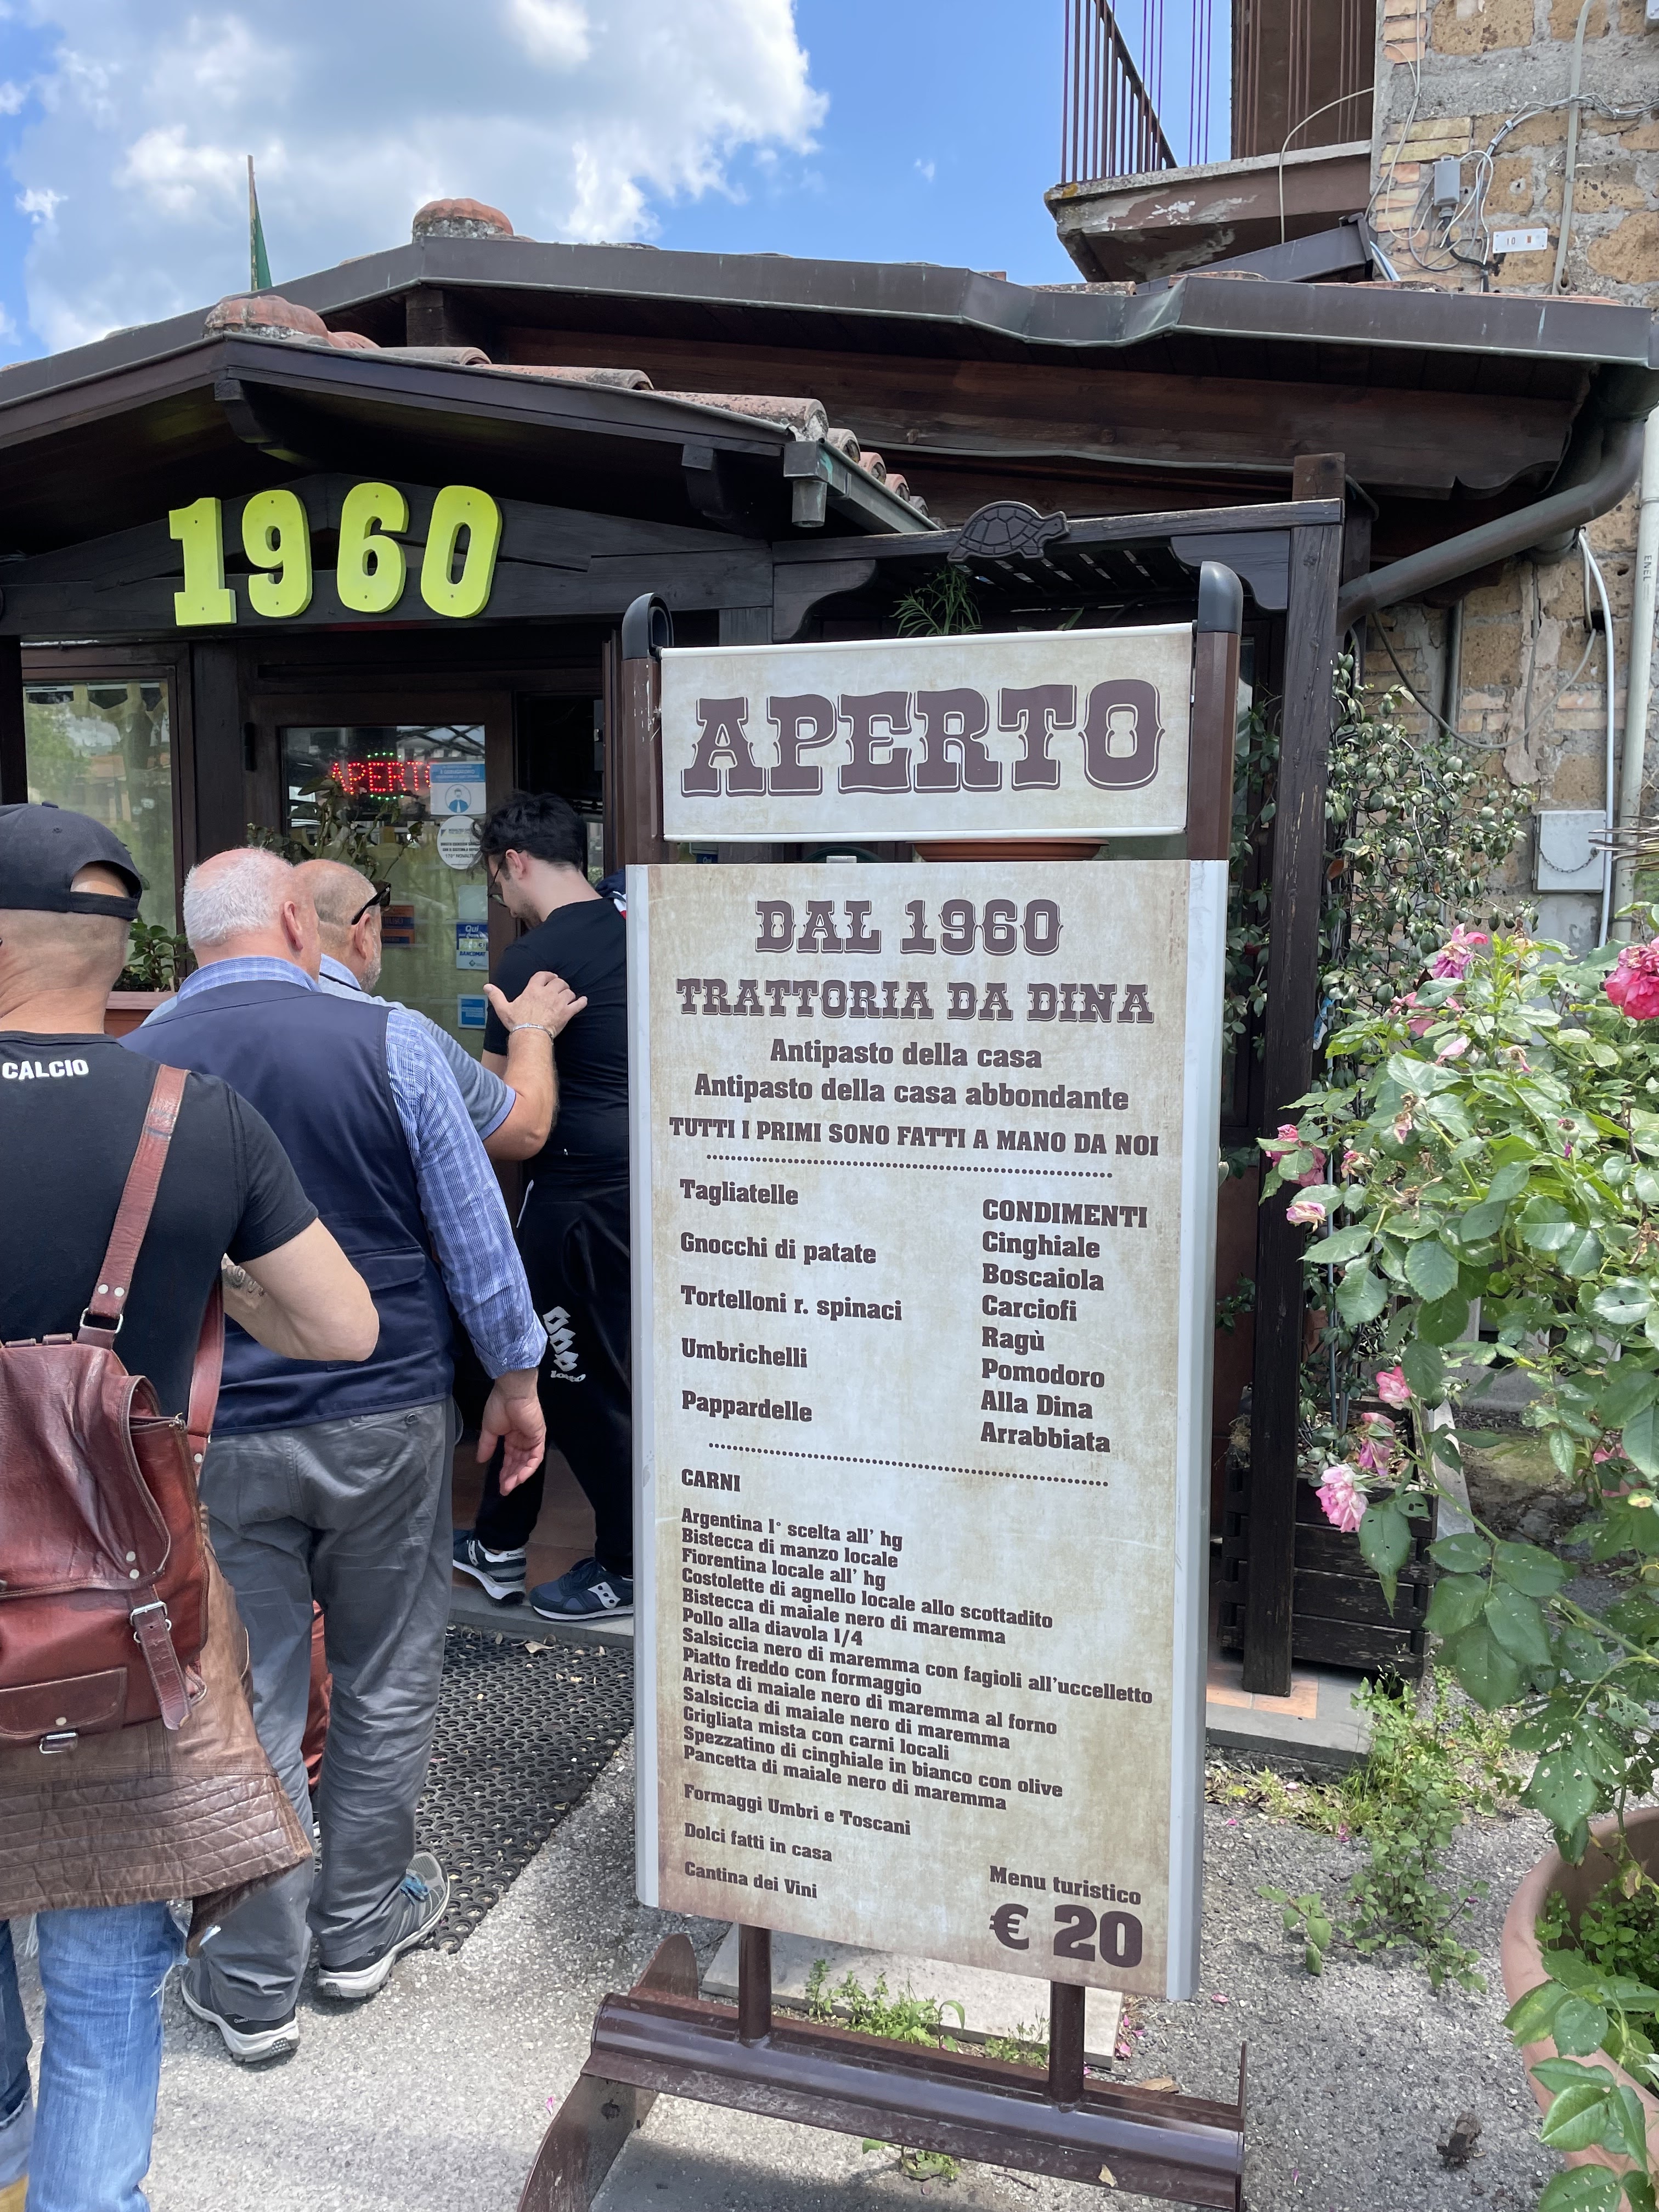 1960
APERTO
APERTO
Qui
BANCOMAT
CALCIO
lotto
10 B
ENEL
DAL 1960
TRATTORIA DA DINA
Antipasto della casa
Antipasto della casa abbondante
TUTTI I PRIMI SONO FATTI A MANO DA NOI
Tagliatelle
Gnocchi di patate
Tortelloni r. spinaci
Umbrichelli
Pappardelle
CONDIMENTI
Cinghiale
Boscaiola
Carciofi
Ragù
Pomodoro
Alla Dina
Arrabbiata
CARNI
Argentina 1° scelta all' hg
Bistecca di manzo locale
Fiorentina locale all' hg
Costolette di agnello locale allo scottadito
Bistecca di maiale nero di maremma
Pollo alla diavola 1/4
Salsiccia nero di maremma con fagioli all'uccelletto
Piatto freddo con formaggio
Arista di maiale nero di maremma al forno
Salsiccia di maiale nero di maremma
Grigliata mista con carni locali
Spezzatino di cinghiale in bianco con olive
Pancetta di maiale nero di maremma
Formaggi Umbri e Toscani
Dolci fatti in casa
Cantina dei Vini
Menu turistico
€ 20